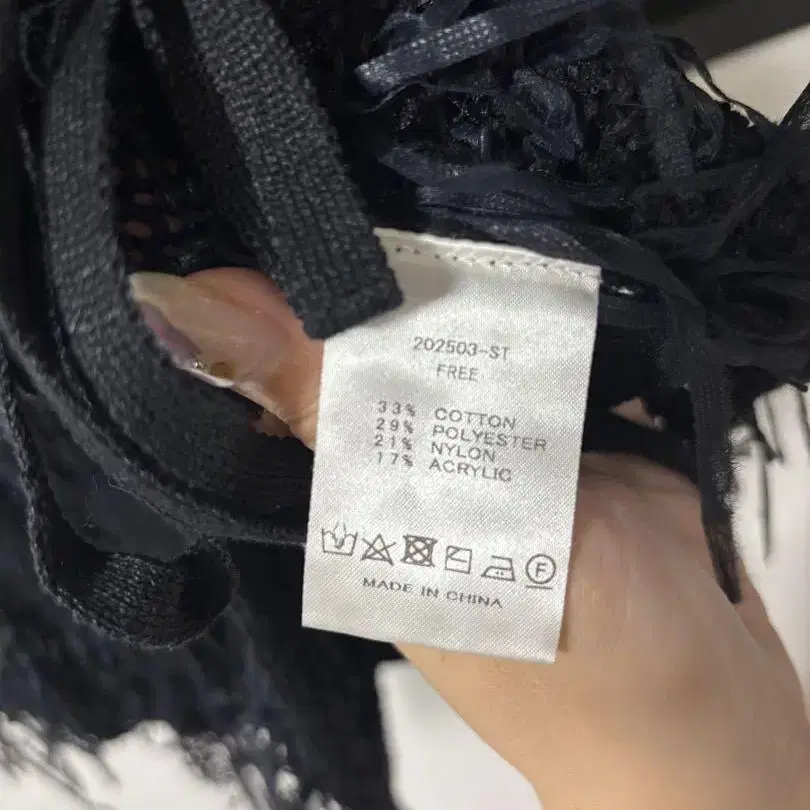 202503-ST
FREE
33% COTTON
29% POLYESTER
21% NYLON
17% ACRYLIC
F
MADE IN CHINA